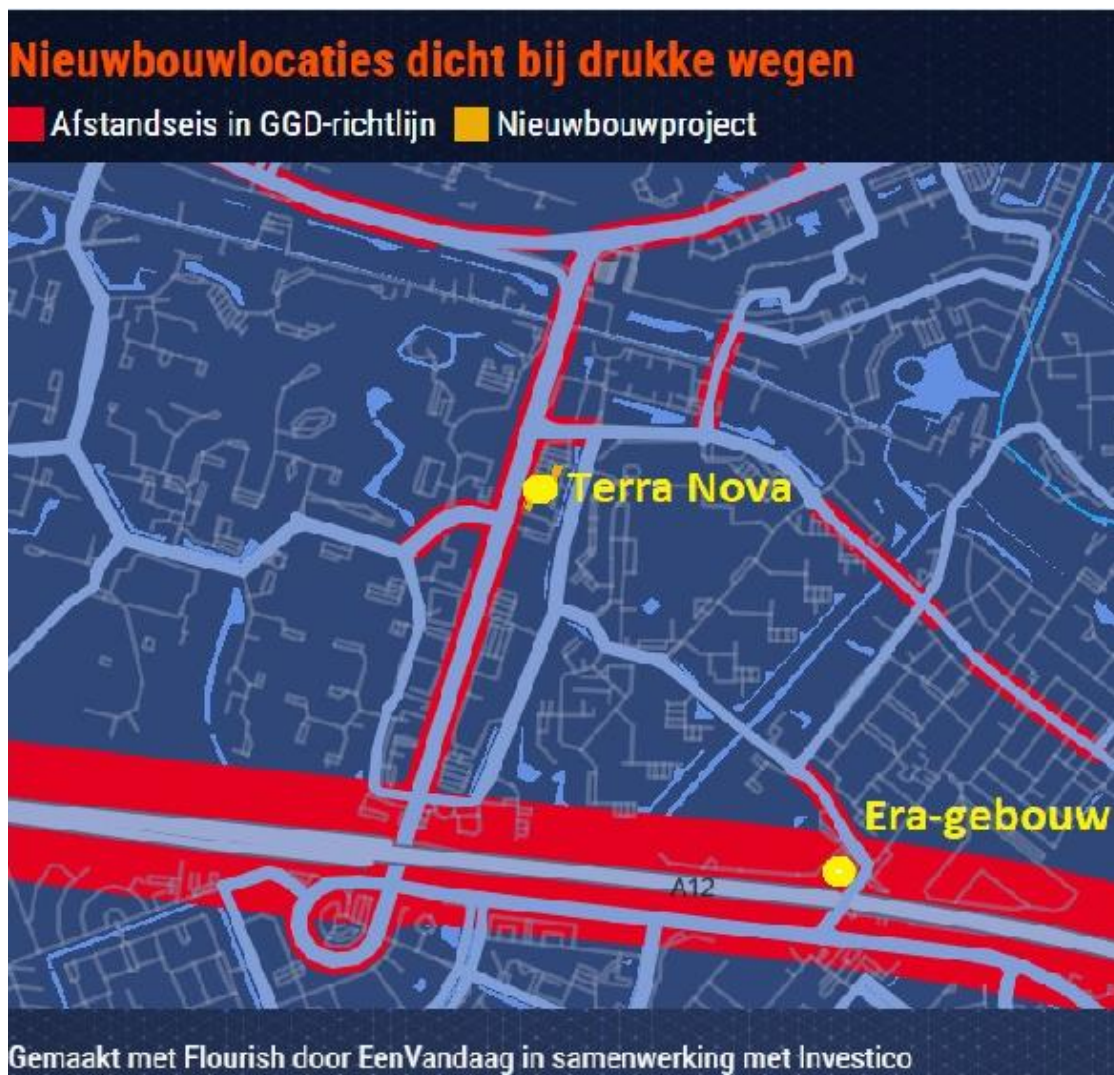 Nieuwbouwlocaties dicht bij drukke wegen
Afstandseis in GGD-richtlijn Nieuwbouwproject
Terra Nova
Era-gebouw
A12
Gemaakt met Flourish door EenVandaag in samenwerking met Investico